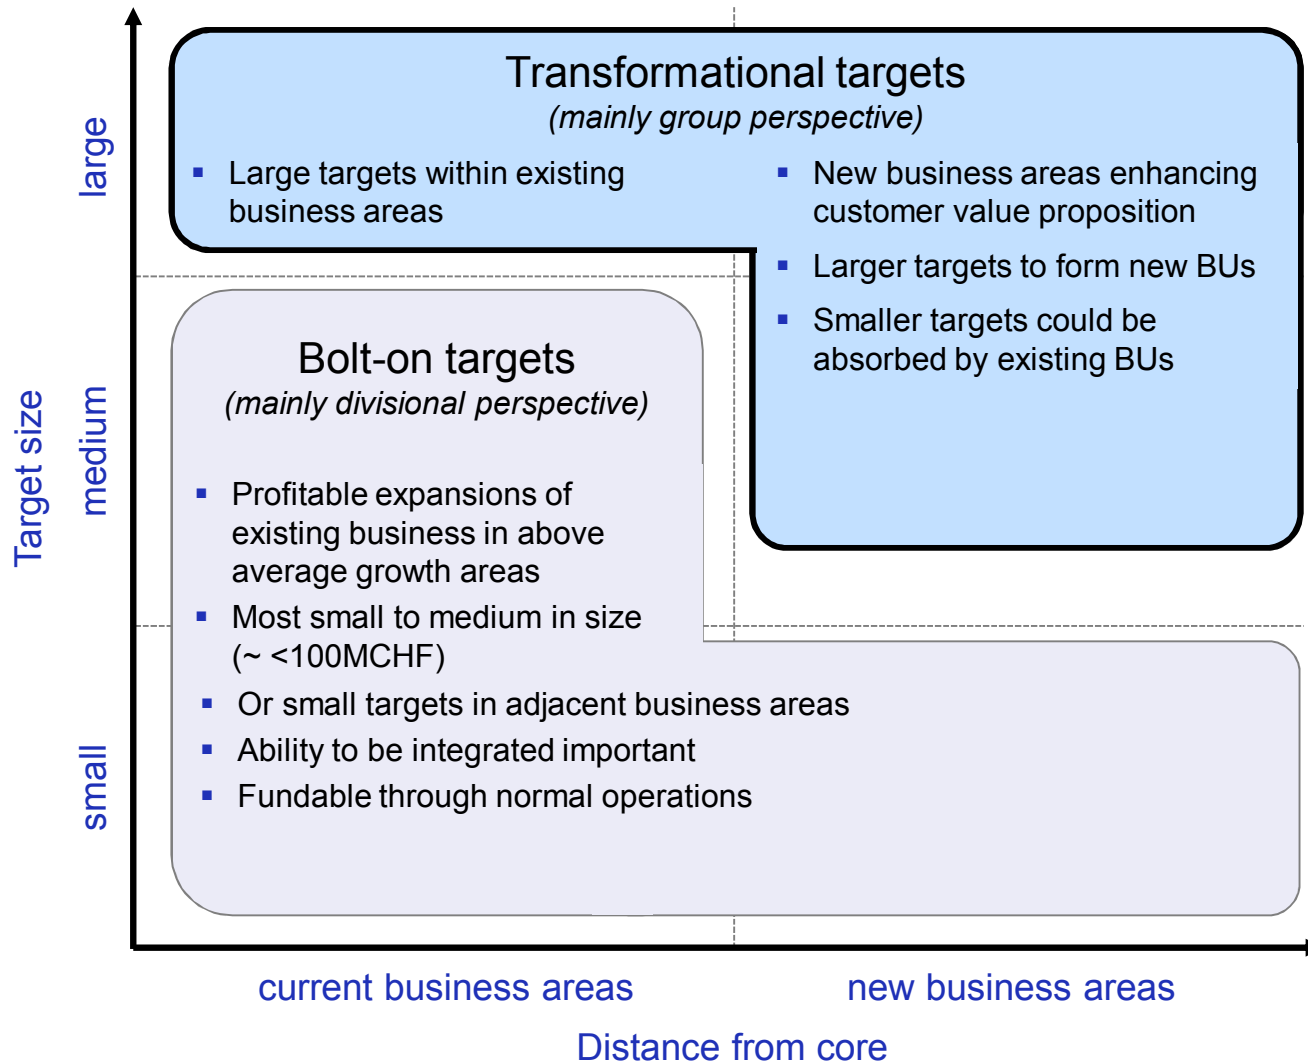 Transformational targets
(mainly group perspective)
▪ Large targets within existing
business areas
▪ New business areas enhancing
customer value proposition
▪ Larger targets to form new BUs
▪ Smaller targets could be
absorbed by existing BUs
Bolt-on targets
(mainly divisional perspective)
▪ Profitable expansions of
existing business in above
average growth areas
▪ Most small to medium in size
(~ <100MCHF)
▪ Or small targets in adjacent business areas
▪ Ability to be integrated important
▪ Fundable through normal operations
Target size
large
medium
small
current business areas
new business areas
Distance from core